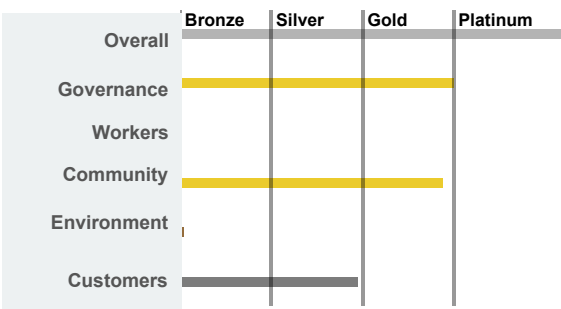 Bronze Silver Gold Platinum
Overall
Governance
Workers
Community
Environment
Customers